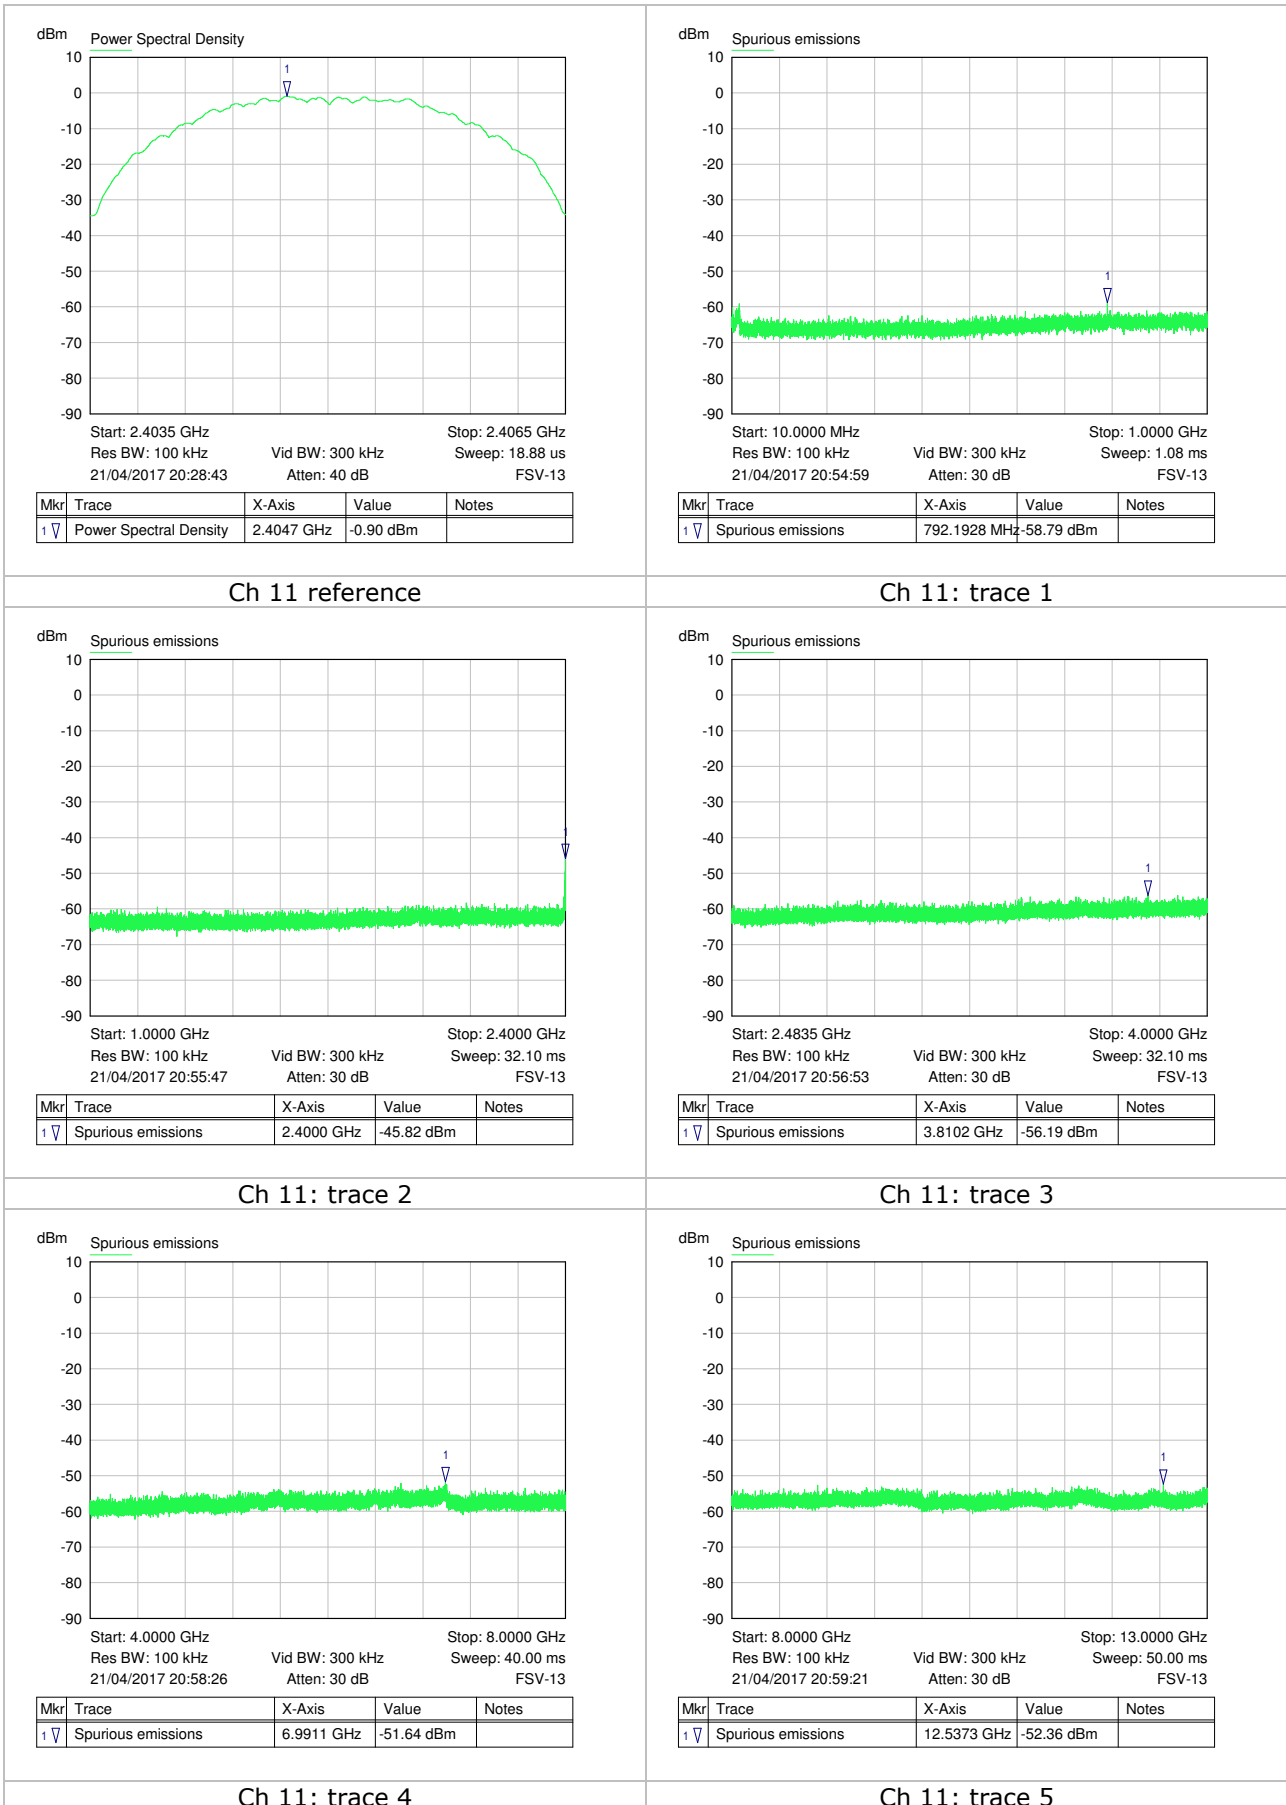 dBm Power Spectral Density
1
10
0
-10
-20
-30
-40
-50
-60
-70
-80
-90
Start: 2.4035 GHz Stop: 2.4065 GHz
Res BW: 100 kHz Vid BW: 300 kHz Sweep: 18.88 us
21/04/2017 20:28:43 Atten: 40 dB FSV-13
Mkr Trace X-Axis Value Notes
1 Power Spectral Density 2.4047 GHz -0.90 dBm
Ch 11 reference
dBm Spurious emissions
10
0
-10
-20
-30
-40
-50
1
-60
-70
-80
-90
Start: 10.0000 MHz Stop: 1.0000 GHz
Res BW: 100 kHz Vid BW: 300 kHz Sweep: 1.08 ms
21/04/2017 20:54:59 Atten: 30 dB FSV-13
Mkr Trace X-Axis Value Notes
1 Spurious emissions 792.1928 MHz -58.79 dBm
Ch 11: trace 1
dBm Spurious emissions
10
0
-10
-20
-30
-40
1
-50
-60
-70
-80
-90
Start: 1.0000 GHz Stop: 2.4000 GHz
Res BW: 100 kHz Vid BW: 300 kHz Sweep: 32.10 ms
21/04/2017 20:55:47 Atten: 30 dB FSV-13
Mkr Trace X-Axis Value Notes
1 Spurious emissions 2.4000 GHz -45.82 dBm
Ch 11: trace 2
dBm Spurious emissions
10
0
-10
-20
-30
-40
1
-50
-60
-70
-80
-90
Start: 2.4835 GHz Stop: 4.0000 GHz
Res BW: 100 kHz Vid BW: 300 kHz Sweep: 32.10 ms
21/04/2017 20:56:53 Atten: 30 dB FSV-13
Mkr Trace X-Axis Value Notes
1 Spurious emissions 3.8102 GHz -56.19 dBm
Ch 11: trace 3
dBm Spurious emissions
10
0
-10
-20
-30
-40
1
-50
-60
-70
-80
-90
Start: 4.0000 GHz Stop: 8.0000 GHz
Res BW: 100 kHz Vid BW: 300 kHz Sweep: 40.00 ms
21/04/2017 20:58:26 Atten: 30 dB FSV-13
Mkr Trace X-Axis Value Notes
1 Spurious emissions 6.9911 GHz -51.64 dBm
Ch 11: trace 4
dBm Spurious emissions
10
0
-10
-20
-30
-40
1
-50
-60
-70
-80
-90
Start: 8.0000 GHz Stop: 13.0000 GHz
Res BW: 100 kHz Vid BW: 300 kHz Sweep: 50.00 ms
21/04/2017 20:59:21 Atten: 30 dB FSV-13
Mkr Trace X-Axis Value Notes
1 Spurious emissions 12.5373 GHz -52.36 dBm
Ch 11: trace 5